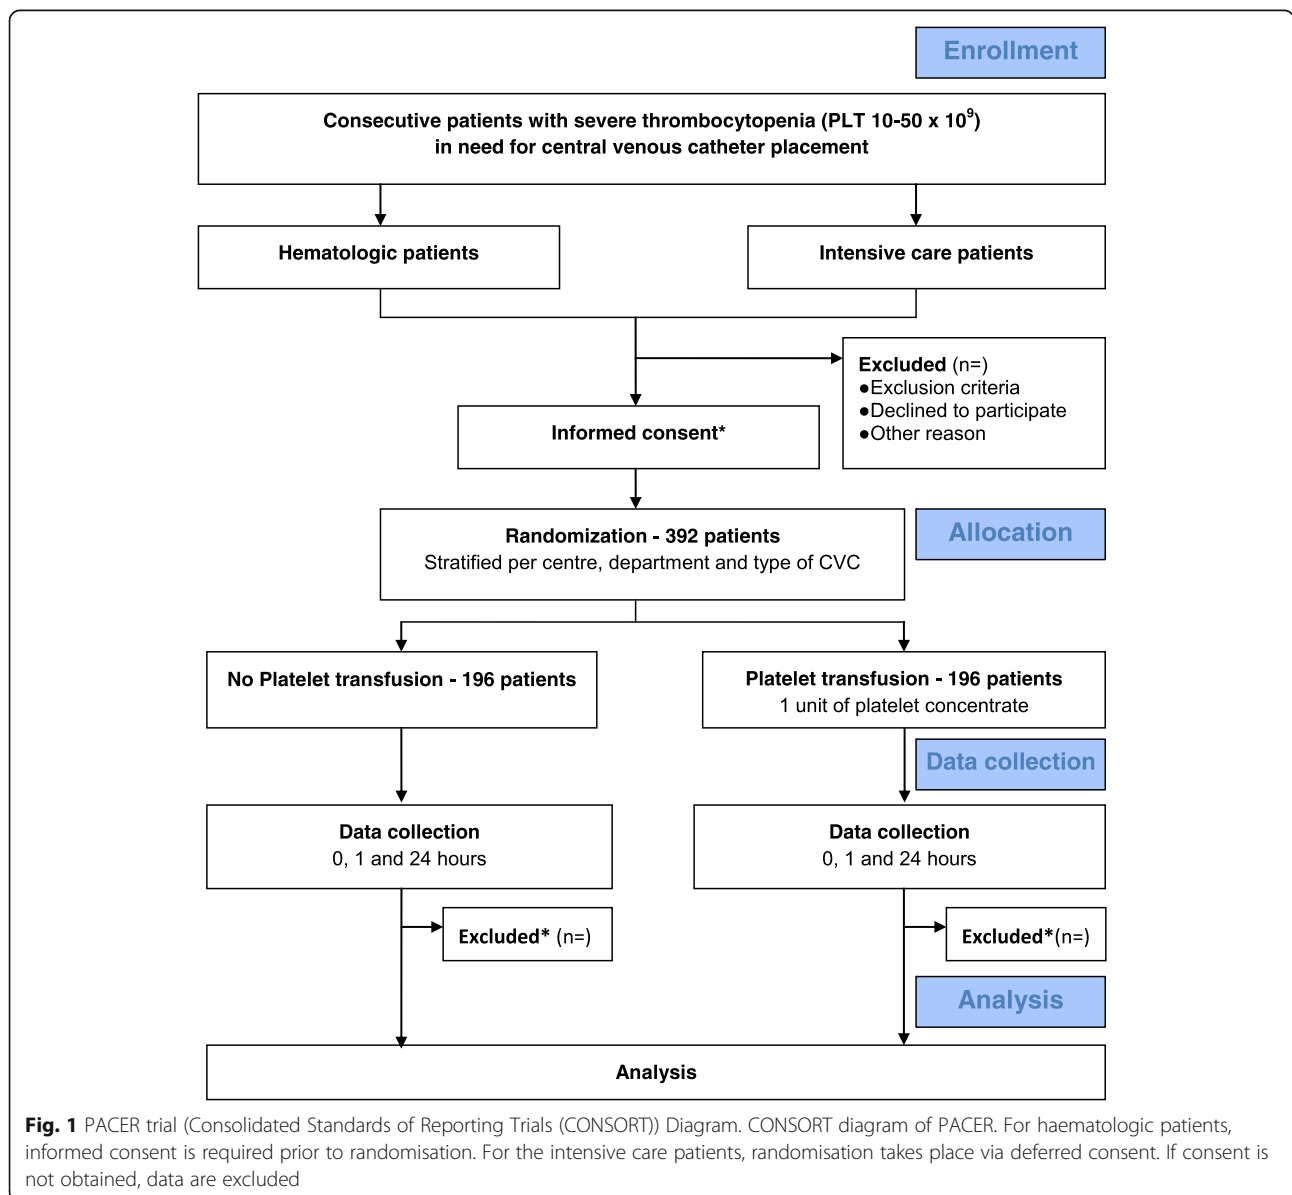 Enrollment
Consecutive patients with severe thrombocytopenia (PLT 10-50 x 10⁹)
in need for central venous catheter placement
Hematologic patients
Intensive care patients
Excluded (n=)
●Exclusion criteria
●Declined to participate
●Other reason
Informed consent*
Randomization - 392 patients
Stratified per centre, department and type of CVC
Allocation
No Platelet transfusion - 196 patients
Platelet transfusion - 196 patients
1 unit of platelet concentrate
Data collection
Data collection
0, 1 and 24 hours
Data collection
0, 1 and 24 hours
Excluded* (n=)
Excluded*(n=)
Analysis
Analysis
Fig. 1 PACER trial (Consolidated Standards of Reporting Trials (CONSORT)) Diagram. CONSORT diagram of PACER. For haematologic patients,
informed consent is required prior to randomisation. For the intensive care patients, randomisation takes place via deferred consent. If consent is
not obtained, data are excluded